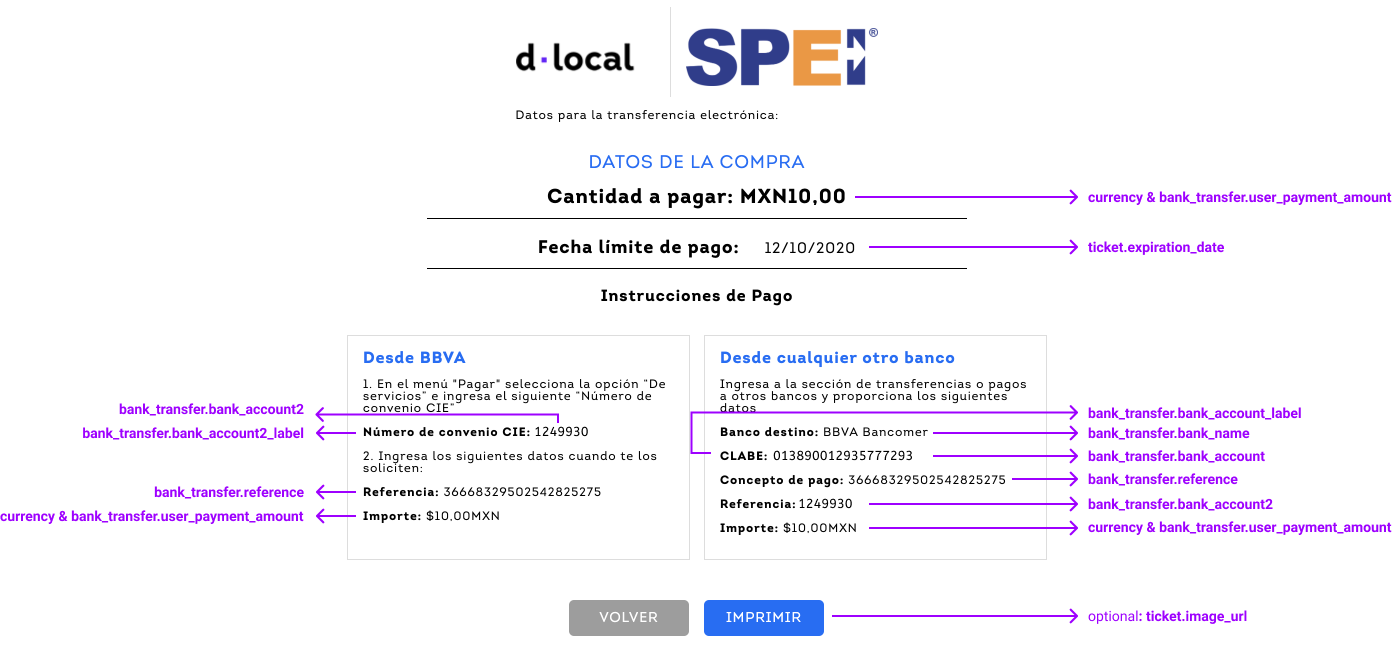 d·local
SPEI®
Datos para la transferencia electrónica:
DATOS DE LA COMPRA
Cantidad a pagar: MXN10,00
currency & bank_transfer.user_payment_amount
Fecha límite de pago: 12/10/2020
ticket.expiration_date
Instrucciones de Pago
Desde BBVA
1. En el menú "Pagar" selecciona la opción "De
servicios" e ingresa el siguiente "Número de
convenio CIE"
bank_transfer.bank_account2
bank_transfer.bank_account2_label
Número de convenio CIE: 1249930
2. Ingresa los siguientes datos cuando te los
soliciten:
bank_transfer.reference
Referencia: 36668329502542825275
currency & bank_transfer.user_payment_amount
Importe: $10,00MXN
Desde cualquier otro banco
Ingresa a la sección de transferencias o pagos
a otros bancos y proporciona los siguientes
datos
bank_transfer.bank_account_label
Banco destino: BBVA Bancomer
bank_transfer.bank_name
CLABE: 013890012935777293
bank_transfer.bank_account
Concepto de pago: 36668329502542825275
bank_transfer.reference
Referencia: 1249930
bank_transfer.bank_account2
Importe: $10,00MXN
currency & bank_transfer.user_payment_amount
VOLVER
IMPRIMIR
optional: ticket.image_url